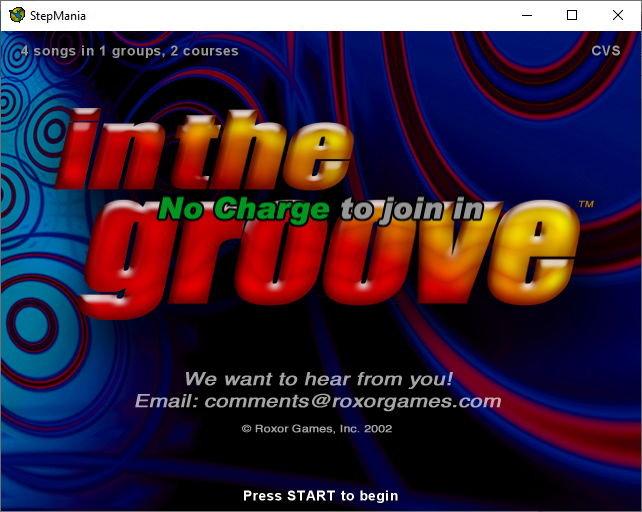 StepMania
4 songs in 1 groups, 2 courses
CVS
in the
groove™
No Charge to join in
We want to hear from you!
Email: comments@roxorgames.com
© Roxor Games, Inc. 2002
Press START to begin